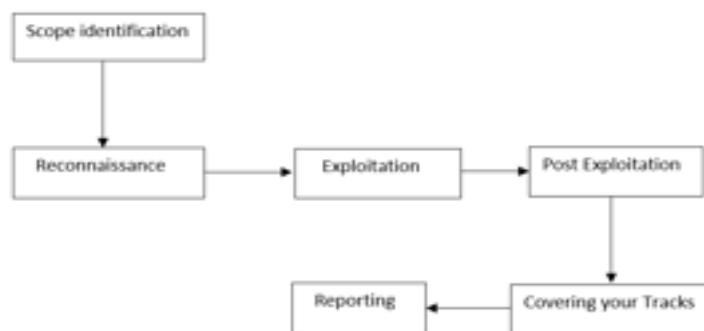 Scope identification
Reconnaissance
Exploitation
Post Exploitation
Covering your Tracks
Reporting